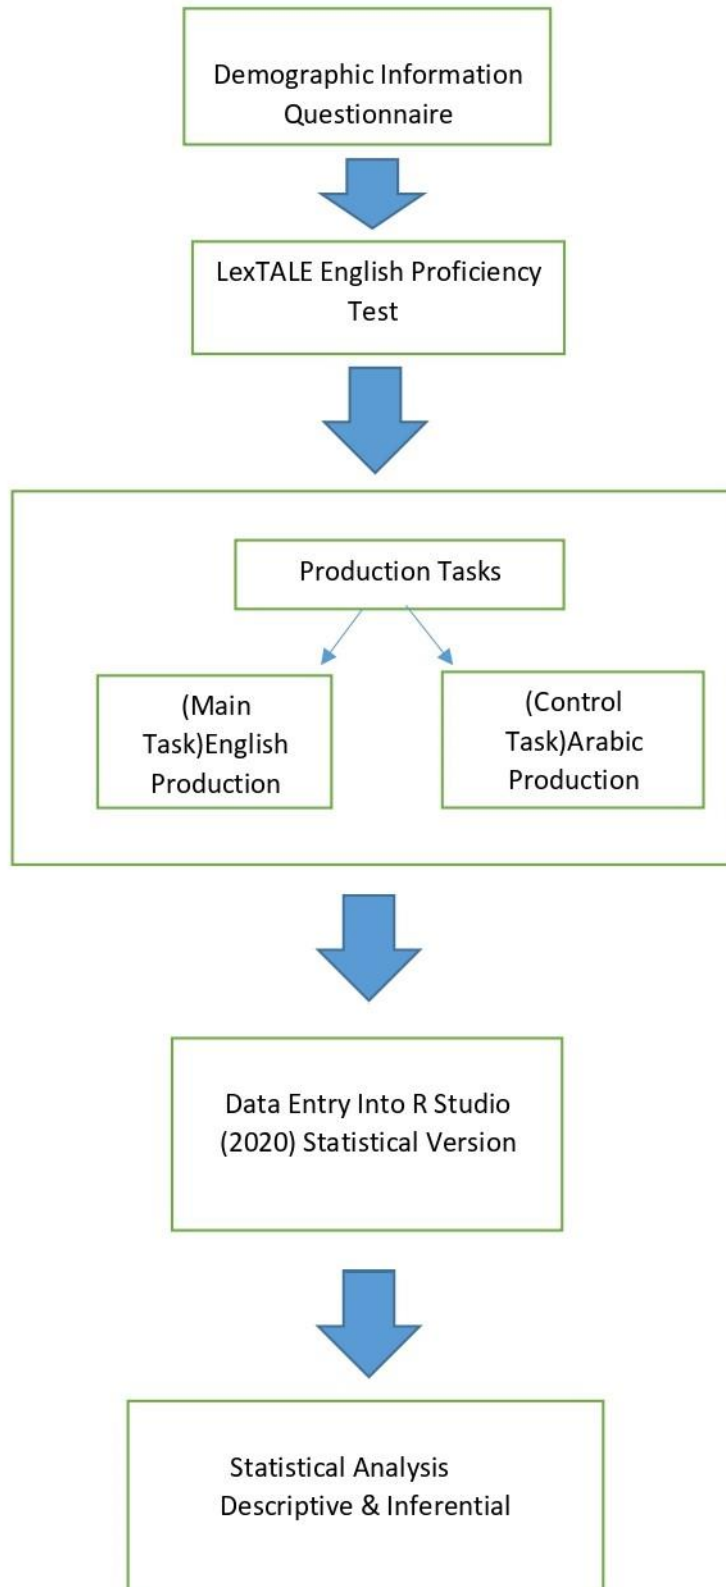 Demographic Information
Questionnaire
LexTALE English Proficiency
Test
Production Tasks
(Main
Task)English
Production
(Control
Task)Arabic
Production
Data Entry Into R Studio
(2020) Statistical Version
Statistical Analysis
Descriptive & Inferential